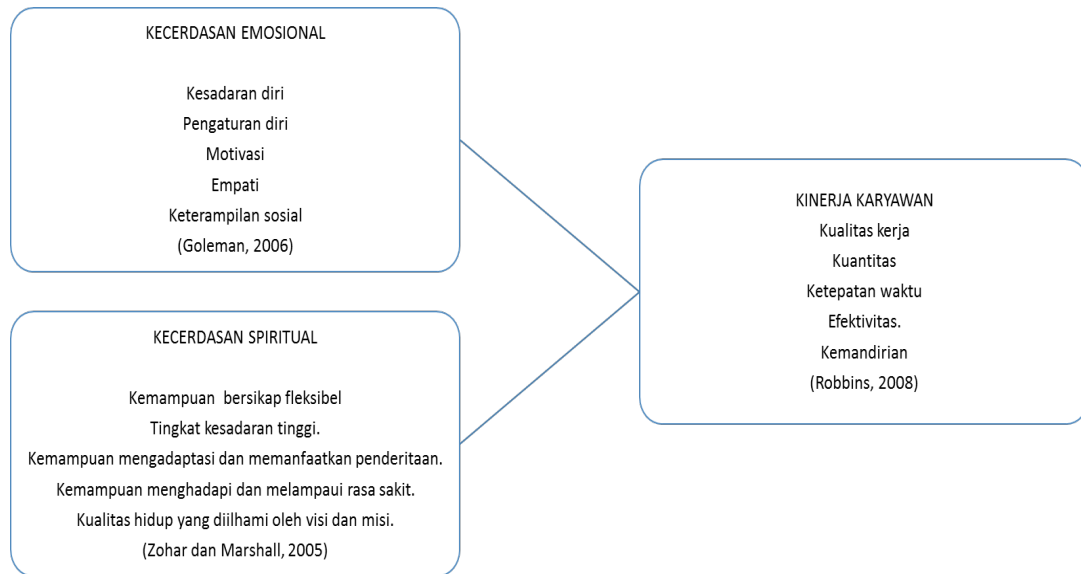 KECERDASAN EMOSIONAL
Kesadaran diri
Pengaturan diri
Motivasi
Empati
Keterampilan sosial
(Goleman, 2006)
KECERDASAN SPIRITUAL
Kemampuan bersikap fleksibel
Tingkat kesadaran tinggi.
Kemampuan mengadaptasi dan memanfaatkan penderitaan.
Kemampuan menghadapi dan melampaui rasa sakit.
Kualitas hidup yang diilhami oleh visi dan misi.
(Zohar dan Marshall, 2005)
KINERJA KARYAWAN
Kualitas kerja
Kuantitas
Ketepatan waktu
Efektivitas.
Kemandirian
(Robbins, 2008)